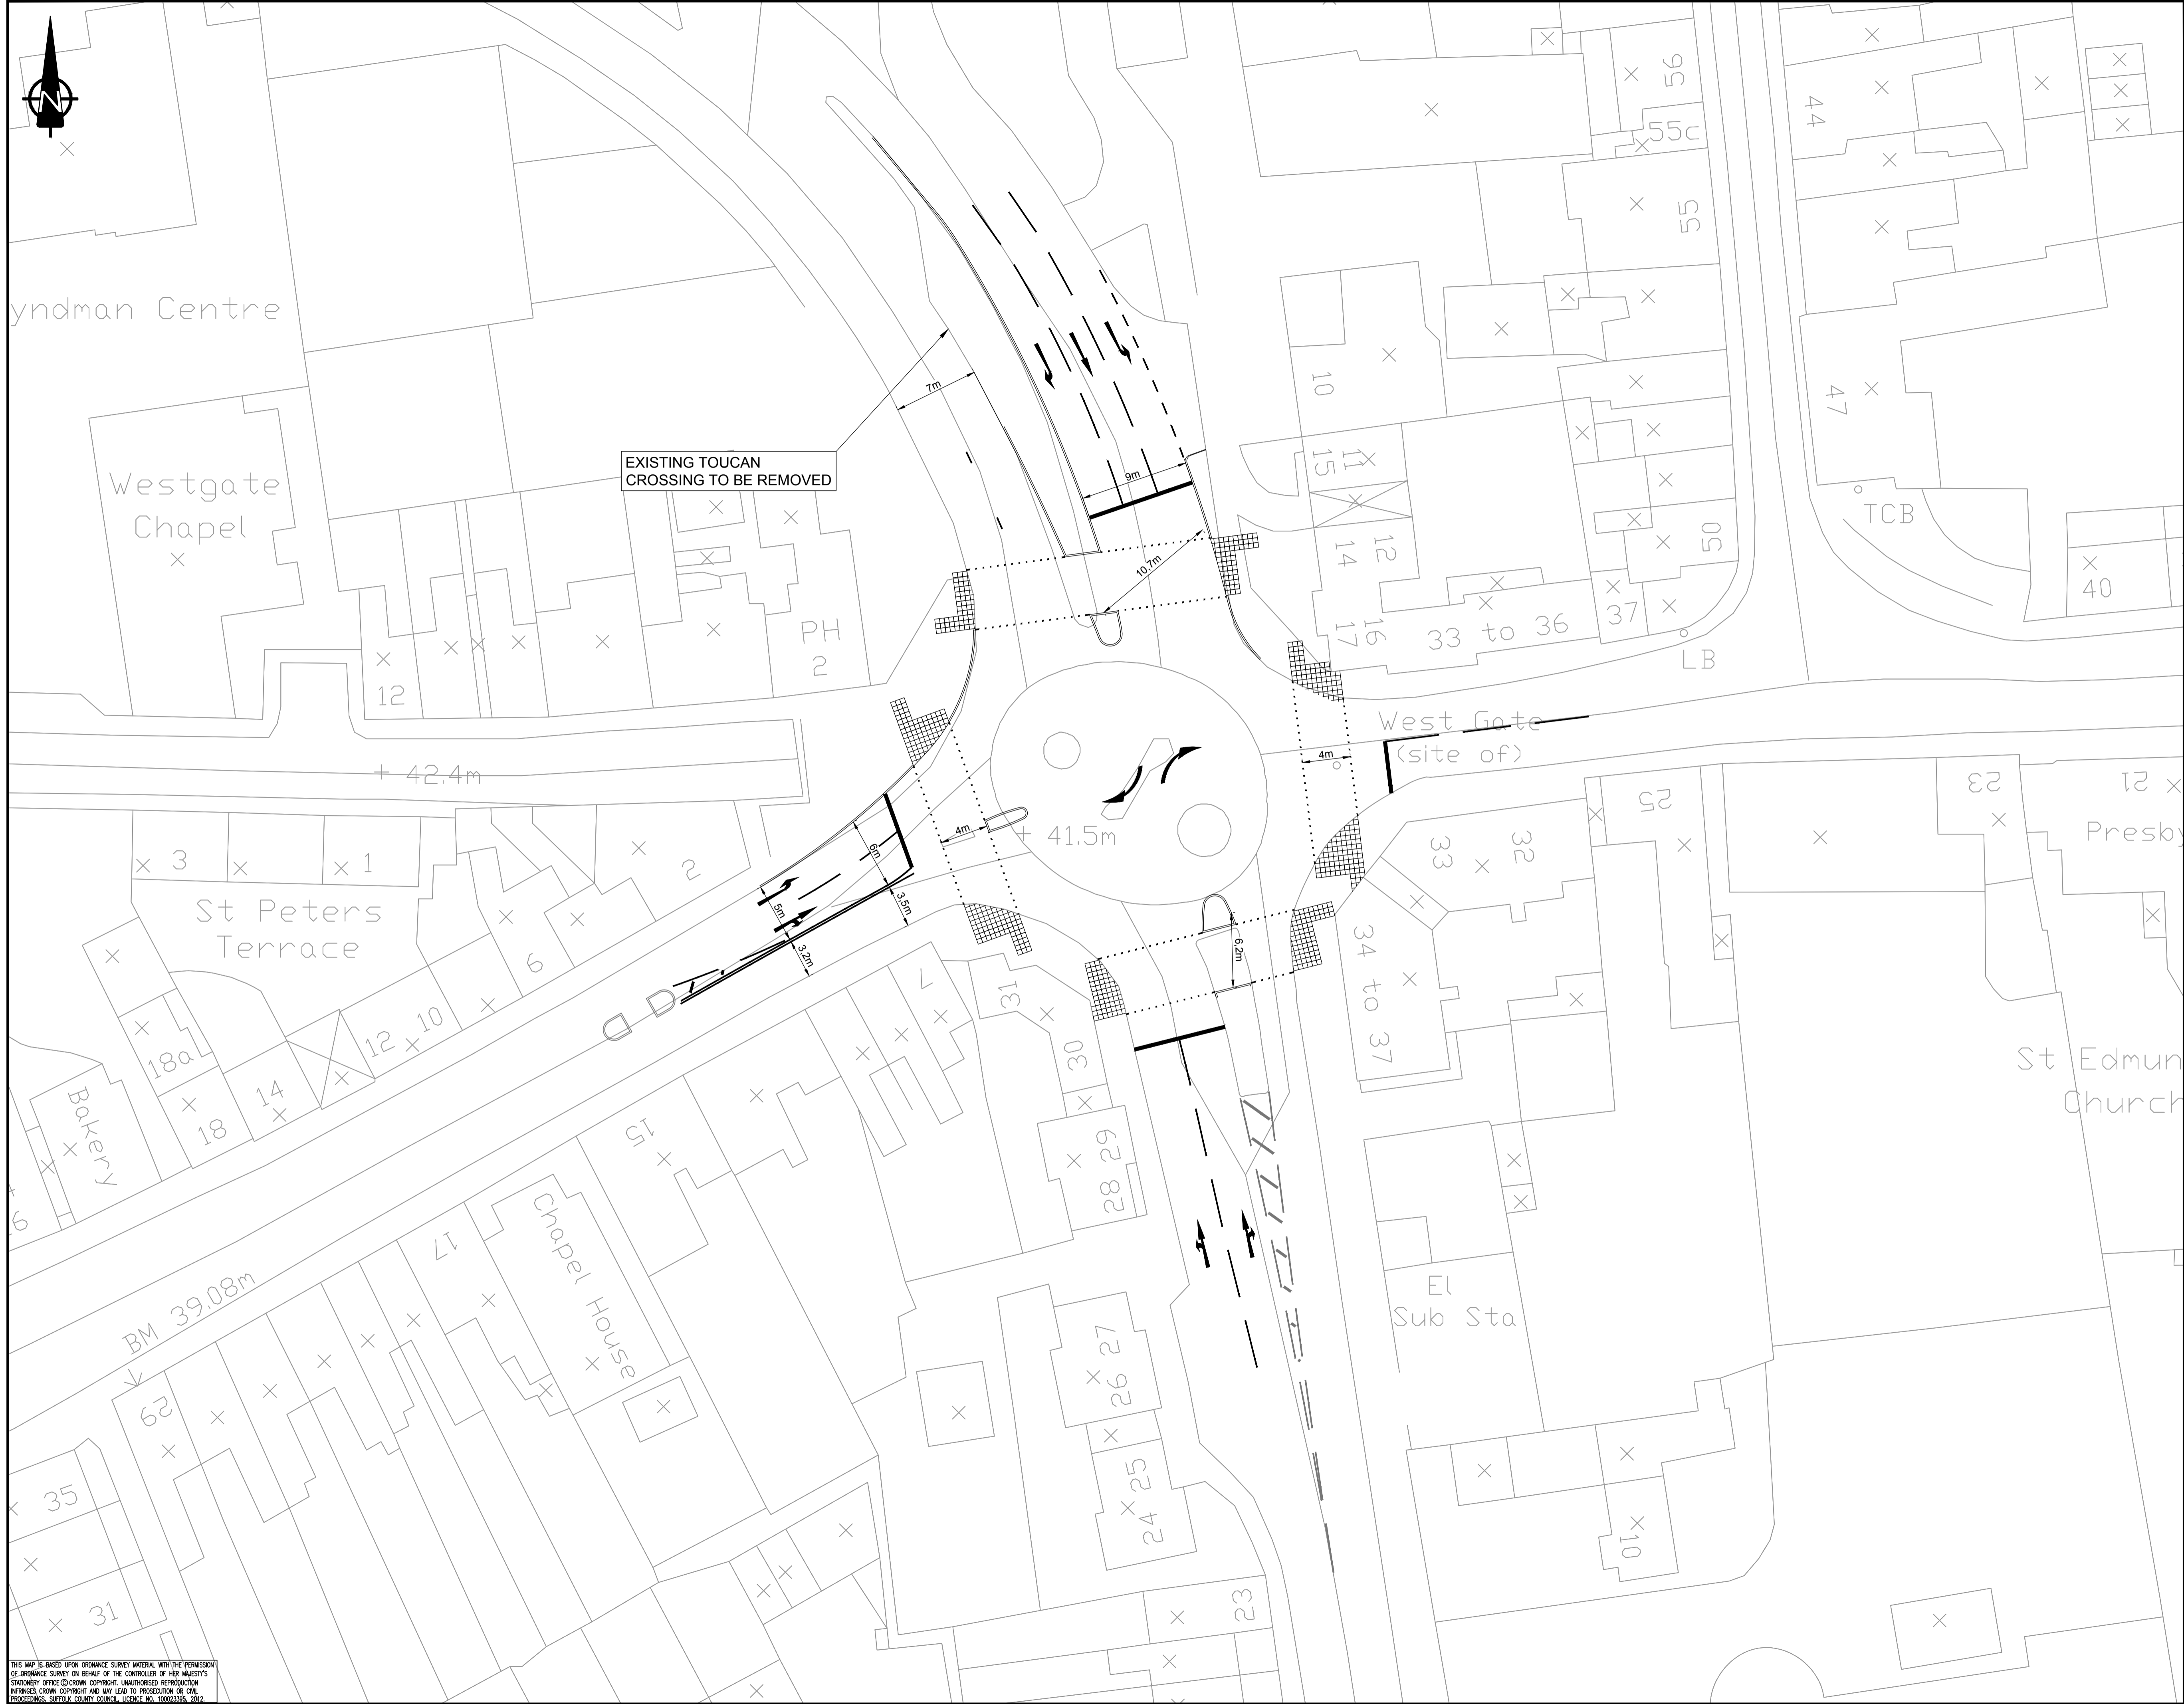 N
yndman Centre
Westgate
Chapel
EXISTING TOUCAN
CROSSING TO BE REMOVED
7m
9m
10.7m
56
55c
55
44
47
TCB
40
10
11
15
14
12
17
16
33 to 36
37
50
LB
12
PH
2
West Gate
(site of)
4m
+ 42.4m
+ 41.5m
4m
6m
5m
3.5m
3.2m
6.2m
3
1
2
St Peters
Terrace
6
12
10
14
18a
18
Bakery
7
31
30
29
28
15
17
Chapel House
BM 39.08m
29
35
31
27
26
25
24
23
33
32
25
23
21
Presby
34 to 37
St Edmun
Church
El
Sub Sta
10
THIS MAP IS BASED UPON ORDNANCE SURVEY MATERIAL WITH THE PERMISSION
OF ORDNANCE SURVEY ON BEHALF OF THE CONTROLLER OF HER MAJESTY'S
STATIONERY OFFICE © CROWN COPYRIGHT. UNAUTHORISED REPRODUCTION
INFRINGES CROWN COPYRIGHT AND MAY LEAD TO PROSECUTION OR CIVIL
PROCEEDINGS. SUFFOLK COUNTY COUNCIL, LICENCE NO. 100023395, 2012.